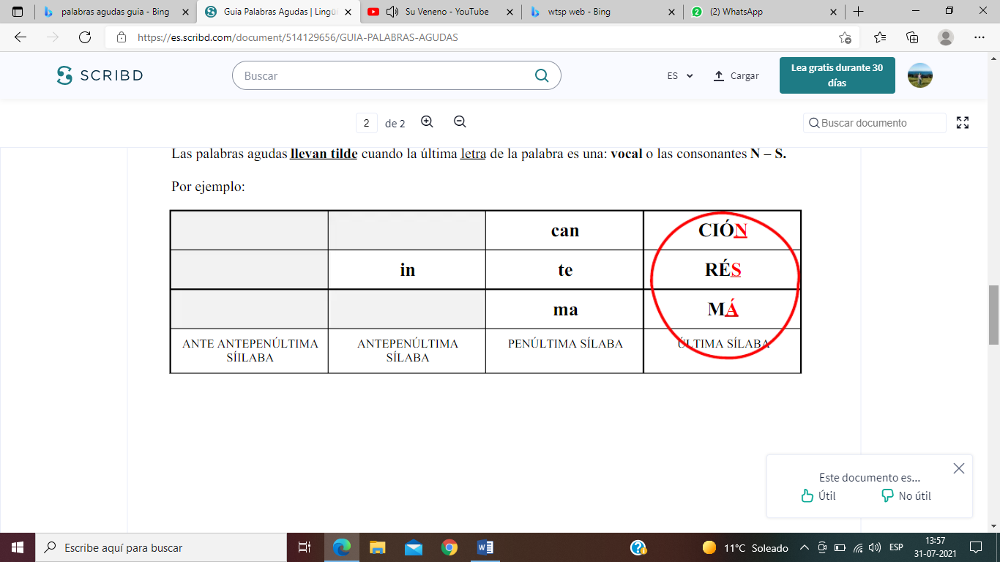 palabras agudas guia - Bing
Guia Palabras Agudas | Lingüí
Su Veneno - YouTube
wtsp web - Bing
(2) WhatsApp
https://es.scribd.com/document/514129656/GUIA-PALABRAS-AGUDAS
SCRIBD
Buscar
ES
Cargar
Lea gratis durante 30
días
2 de 2
Buscar documento
Las palabras agudas llevan tilde cuando la última letra de la palabra es una: vocal o las consonantes N – S.
Por ejemplo:
can CIÓN
in te RÉS
ma MÁ
ANTE ANTEPENÚLTIMA
SÍILABA
ANTEPENÚLTIMA
SÍLABA
PENÚLTIMA SÍLABA
ÚLTIMA SÍLABA
Este documento es...
Útil
No útil
Escribe aquí para buscar
2
11°C Soleado
ESP
13:57
31-07-2021